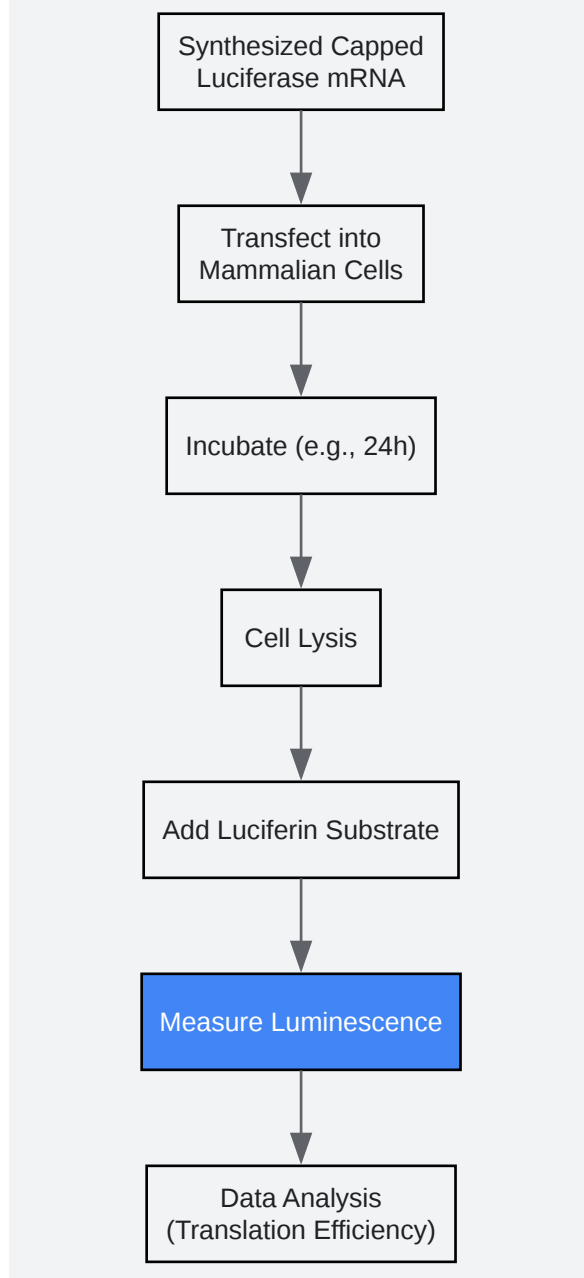 Synthesized Capped
Luciferase mRNA
Transfect into
Mammalian Cells
Incubate (e.g., 24h)
Cell Lysis
Add Luciferin Substrate
Measure Luminescence
Data Analysis
(Translation Efficiency)